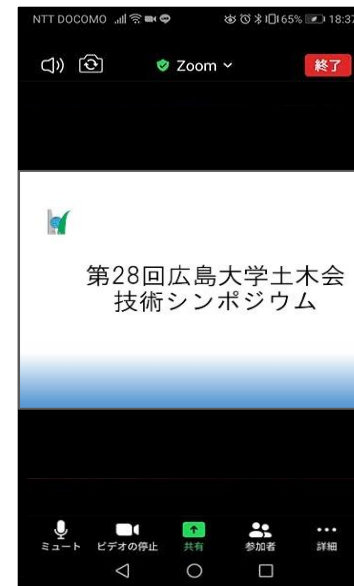 NTT DOCOMO
65%
18:37
Zoom
終了
第28回広島大学土木会
技術シンポジウム
ミュート
ビデオの停止
共有
参加者
詳細